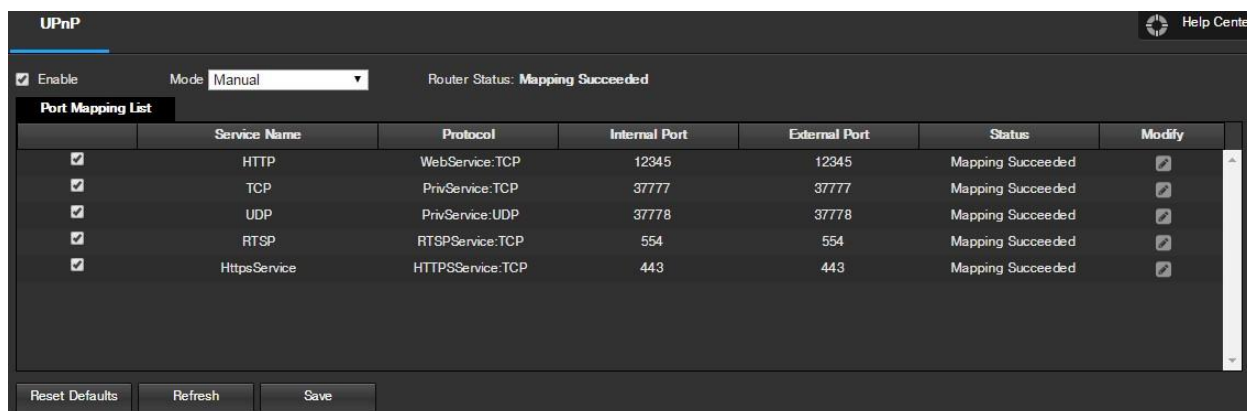 UPnP
Help Cente
Enable Mode Manual Router Status: Mapping Succeeded
Port Mapping List
Service Name Protocol Internal Port External Port Status Modify
HTTP WebService:TCP 12345 12345 Mapping Succeeded
TCP PrivService:TCP 37777 37777 Mapping Succeeded
UDP PrivService:UDP 37778 37778 Mapping Succeeded
RTSP RTSPService:TCP 554 554 Mapping Succeeded
HttpsService HTTPSService:TCP 443 443 Mapping Succeeded
Reset Defaults Refresh Save